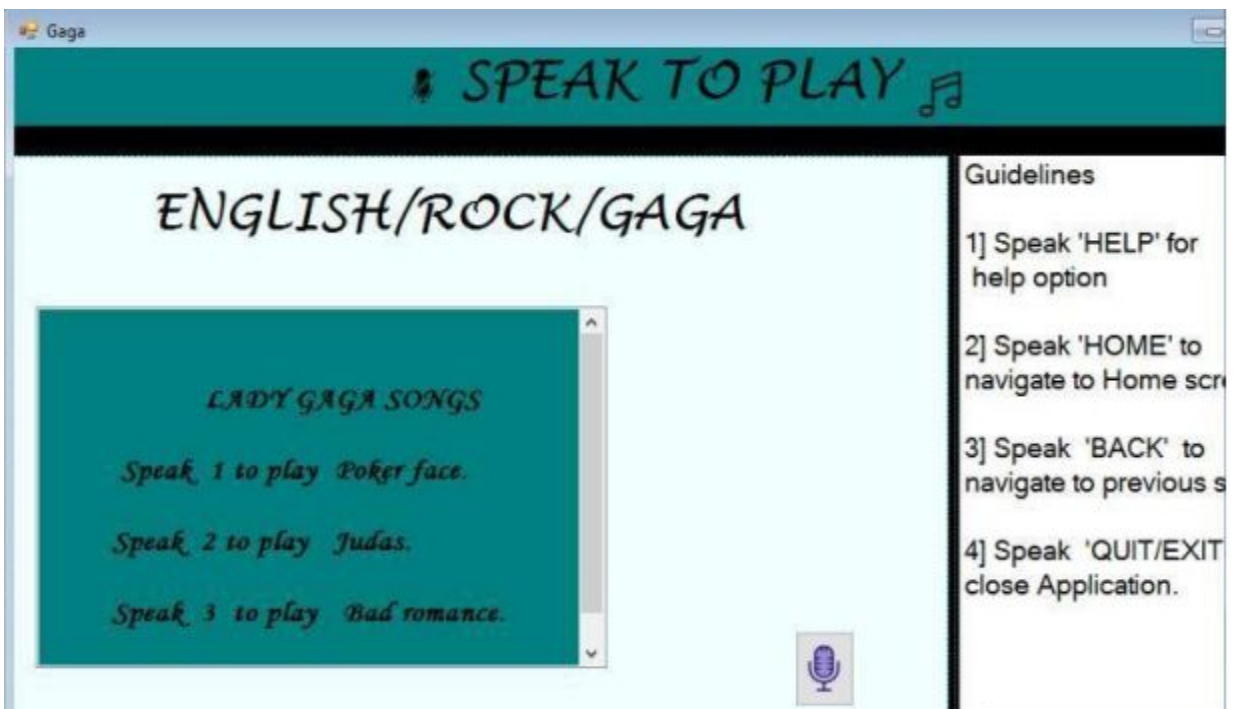 Gaga
SPEAK TO PLAY
ENGLISH/ROCK/GAGA
LADY GAGA SONGS
Speak 1 to play Poker face.
Speak 2 to play Judas.
Speak 3 to play Bad romance.
Guidelines
1] Speak 'HELP' for
help option
2] Speak 'HOME' to
navigate to Home scre
3] Speak 'BACK' to
navigate to previous s
4] Speak 'QUIT/EXIT
close Application.